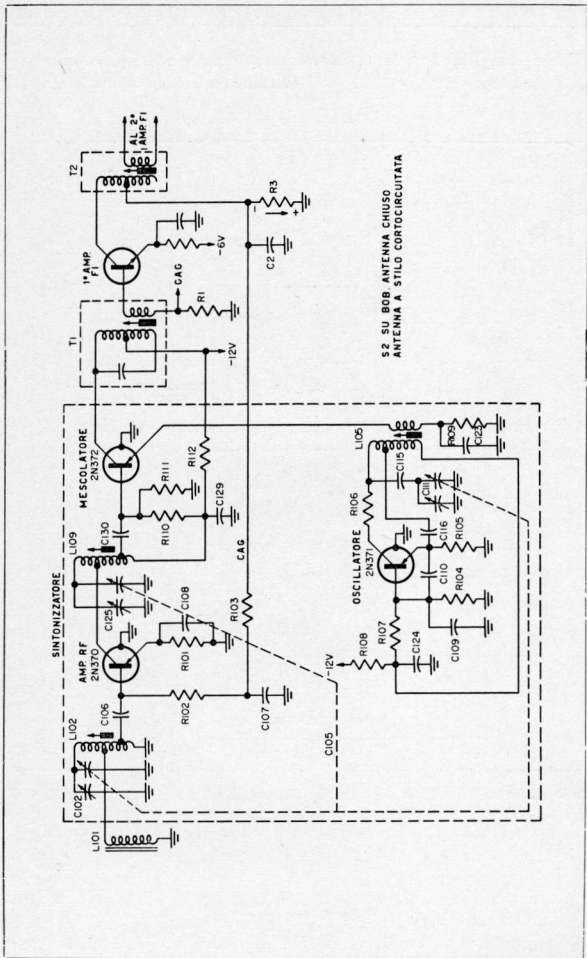 SINTONIZZATORE
L101
L102
C102
C106
AMP. RF
2N370
R102
C107
R101
C108
C125
L109
C130
R103
CAG
R110
R111
C129
R112
MESCOLATORE
2N372
-12V
T1
R1
CAG
1° AMP.
FI
-6V
T2
AL 2°
AMP. FI
C2
R3
-
+
C105
-12V
R108
C124
R107
C109
R104
C110
OSCILLATORE
2N371
R106
C116
R105
C115
C111
L105
R109
C123
S2 SU BOB. ANTENNA CHIUSO
ANTENNA A STILO CORTOCIRCUITATA